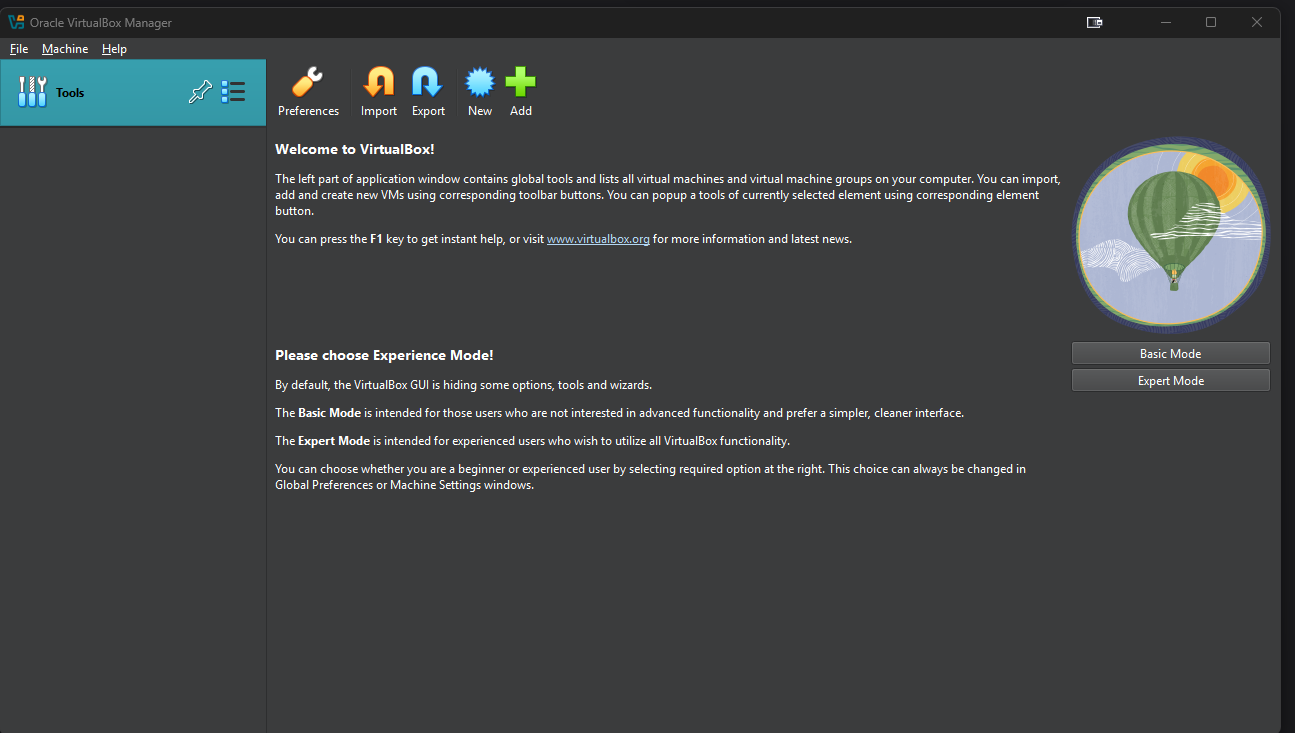 Oracle VirtualBox Manager
File Machine Help
Tools
Preferences Import Export New Add
Welcome to VirtualBox!
The left part of application window contains global tools and lists all virtual machines and virtual machine groups on your computer. You can import,
add and create new VMs using corresponding toolbar buttons. You can popup a tools of currently selected element using corresponding element
button.
You can press the F1 key to get instant help, or visit www.virtualbox.org for more information and latest news.
Please choose Experience Mode!
By default, the VirtualBox GUI is hiding some options, tools and wizards.
The Basic Mode is intended for those users who are not interested in advanced functionality and prefer a simpler, cleaner interface.
The Expert Mode is intended for experienced users who wish to utilize all VirtualBox functionality.
You can choose whether you are a beginner or experienced user by selecting required option at the right. This choice can always be changed in
Global Preferences or Machine Settings windows.
Basic Mode
Expert Mode